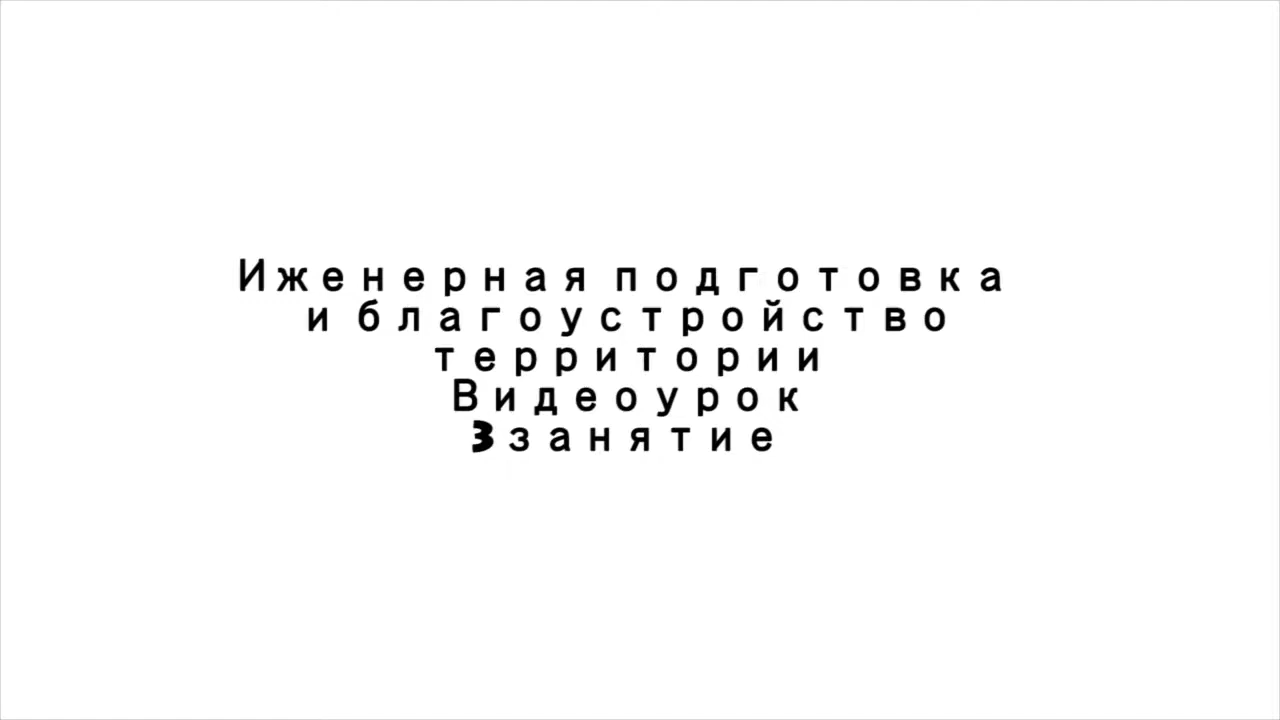 Иженерная подготовка
и благоустройство
территории
Видеоурок
3 занятие